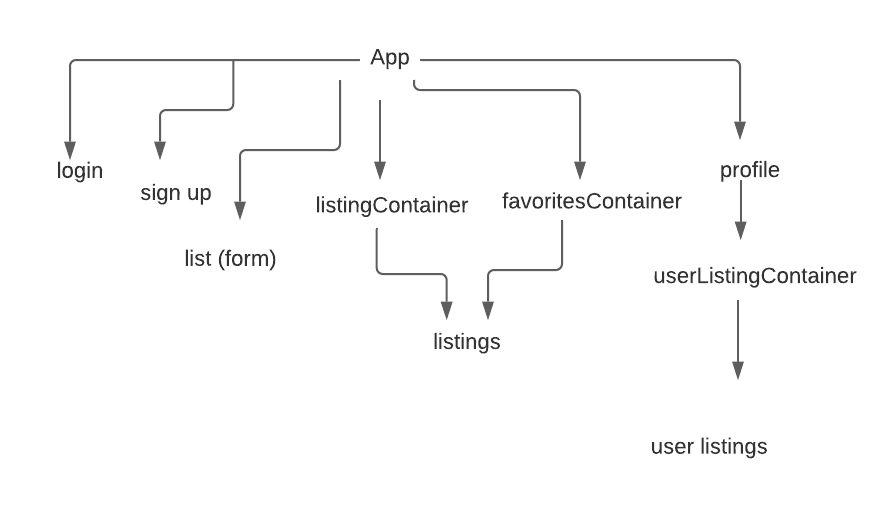 App
login
sign up
list (form)
listingContainer
favoritesContainer
profile
listings
userListingContainer
user listings